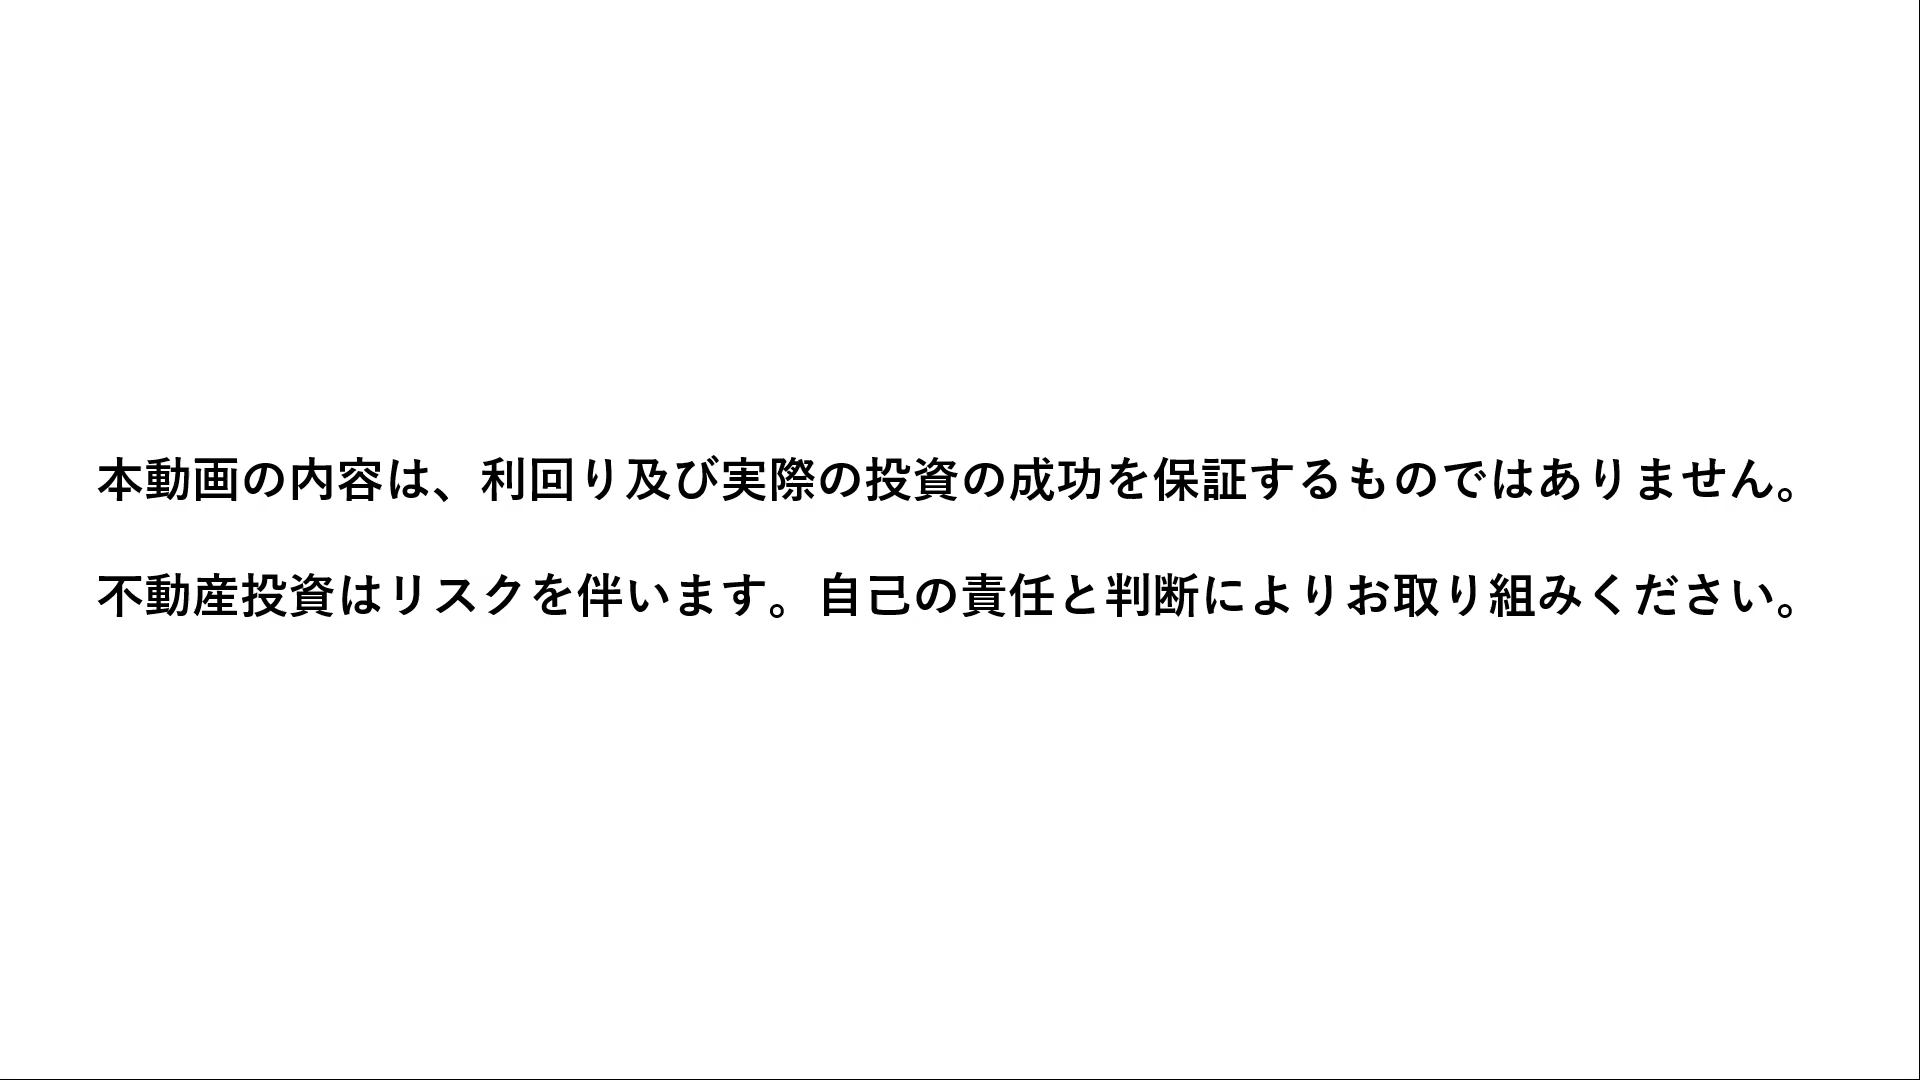 本動画の内容は、利回り及び実際の投資の成功を保証するものではありません。
不動産投資はリスクを伴います。自己の責任と判断によりお取り組みください。